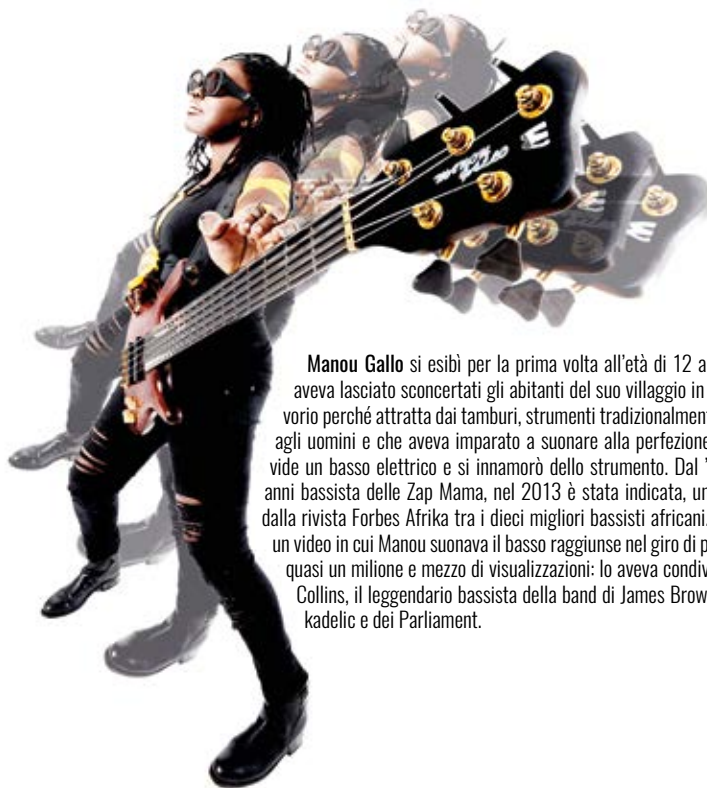 Manou Gallo si esibì per la prima volta all'età di 12 a
aveva lasciato sconcertati gli abitanti del suo villaggio in
vorio perché attratta dai tamburi, strumenti tradizionalmen
agli uomini e che aveva imparato a suonare alla perfezione
vide un basso elettrico e si innamorò dello strumento. Dal '
anni bassista delle Zap Mama, nel 2013 è stata indicata, un
dalla rivista Forbes Afrika tra i dieci migliori bassisti africani.
un video in cui Manou suonava il basso raggiunse nel giro di p
quasi un milione e mezzo di visualizzazioni: lo aveva condiv
Collins, il leggendario bassista della band di James Brow
kadelic e dei Parliament.
W
W